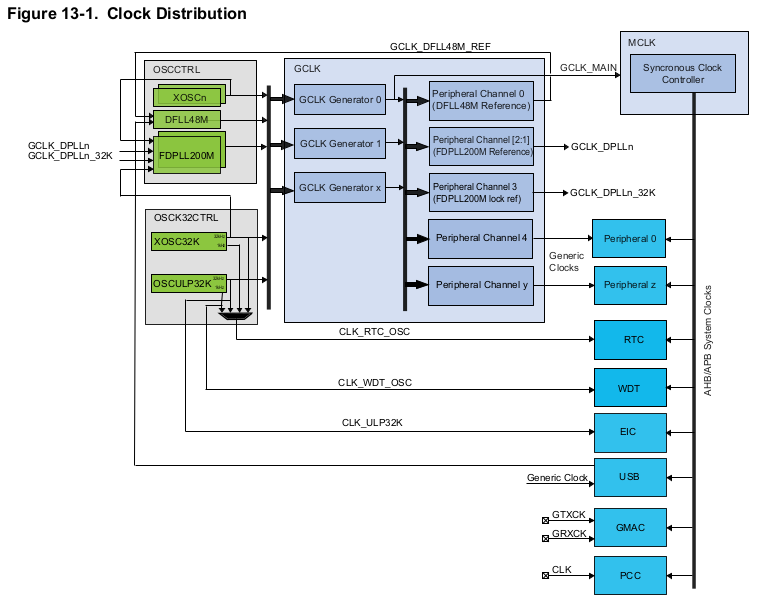 Figure 13-1. Clock Distribution
GCLK_DFLL48M_REF
MCLK
OSCCTRL
GCLK
GCLK_MAIN
Syncronous Clock
Controller
XOSCn
GCLK Generator 0
Peripheral Channel 0
(DFLL48M Reference)
DFLL48M
GCLK_DPLLn
GCLK_DPLLn_32K
FDPLL200M
GCLK Generator 1
Peripheral Channel [2:1]
(FDPLL200M Reference)
GCLK_DPLLn
GCLK Generator x
Peripheral Channel 3
(FDPLL200M lock ref)
GCLK_DPLLn_32K
OSCK32CTRL
XOSC32K
32kHz
1kHz
Peripheral Channel 4
Generic
Clocks
Peripheral 0
OSCULP32K
32kHz
1kHz
Peripheral Channel y
Peripheral z
AHB/APB System Clocks
CLK_RTC_OSC
RTC
CLK_WDT_OSC
WDT
CLK_ULP32K
EIC
Generic Clock
USB
GTXCK
GRXCK
GMAC
CLK
PCC